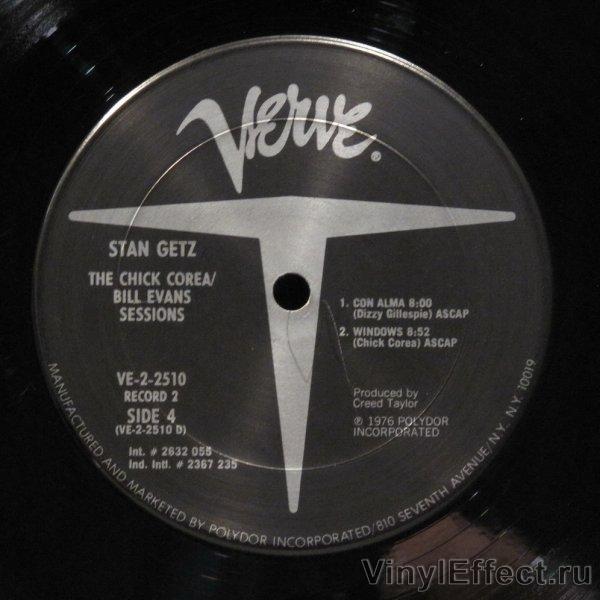 Verve®
STAN GETZ
THE CHICK COREA/
BILL EVANS
SESSIONS
VE-2-2510
RECORD 2
SIDE 4
(VE-2-2510 D)
Int. # 2632 055
Ind. Intl. # 2367 235
1. CON ALMA 8:00
(Dizzy Gillespie) ASCAP
2. WINDOWS 8:52
(Chick Corea) ASCAP
Produced by
Creed Taylor
℗ 1976 POLYDOR
INCORPORATED
MANUFACTURED AND MARKETED BY POLYDOR INCORPORATED/810 SEVENTH AVENUE/N.Y. N.Y. 10019
VinylEffect.ru